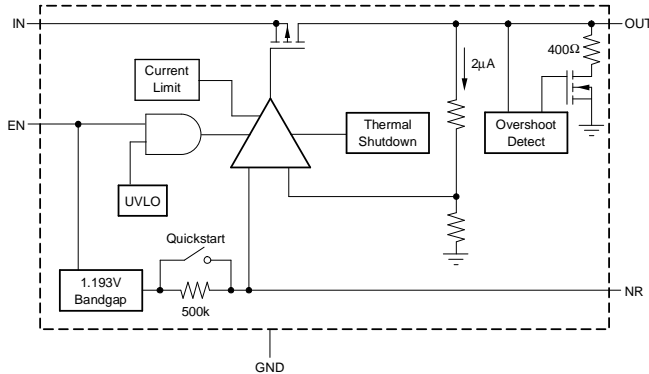 IN
OUT
400Ω
2μA
Current
Limit
EN
Thermal
Shutdown
Overshoot
Detect
UVLO
Quickstart
1.193V
Bandgap
500k
NR
GND